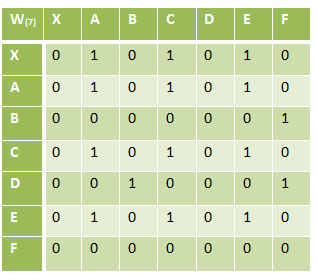 W(7) X A B C D E F
X 0 1 0 1 0 1 0
A 0 1 0 1 0 1 0
B 0 0 0 0 0 0 1
C 0 1 0 1 0 1 0
D 0 0 1 0 0 0 1
E 0 1 0 1 0 1 0
F 0 0 0 0 0 0 0